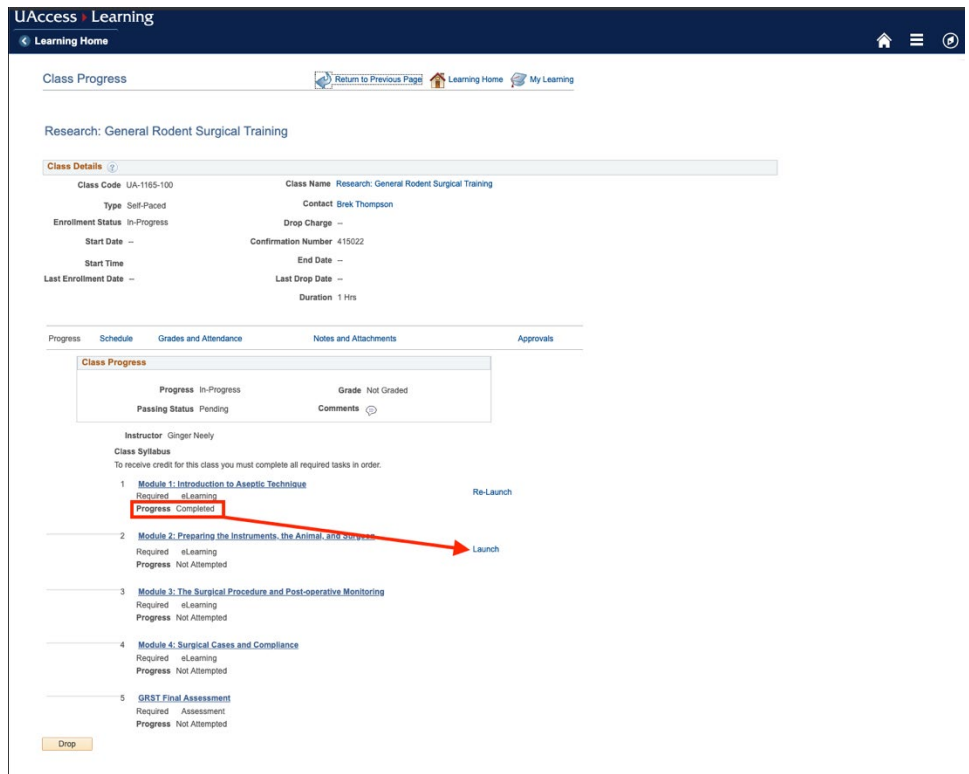 UAccess Learning
Learning Home
Class Progress
Return to Previous Page Learning Home My Learning
Research: General Rodent Surgical Training
Class Details ?
Class Code UA-1165-100 Class Name Research: General Rodent Surgical Training
Type Self-Paced Contact Brek Thompson
Enrollment Status In-Progress Drop Charge --
Start Date -- Confirmation Number 415022
Start Time End Date --
Last Enrollment Date -- Last Drop Date --
Duration 1 Hrs
Progress Schedule Grades and Attendance Notes and Attachments Approvals
Class Progress
Progress In-Progress Grade Not Graded
Passing Status Pending Comments
Instructor Ginger Neely
Class Syllabus
To receive credit for this class you must complete all required tasks in order.
1 Module 1: Introduction to Aseptic Technique
Required eLearning Re-Launch
Progress Completed
2 Module 2: Preparing the Instruments, the Animal, and Surgeon
Required eLearning Launch
Progress Not Attempted
3 Module 3: The Surgical Procedure and Post-operative Monitoring
Required eLearning
Progress Not Attempted
4 Module 4: Surgical Cases and Compliance
Required eLearning
Progress Not Attempted
5 GRST Final Assessment
Required Assessment
Progress Not Attempted
Drop